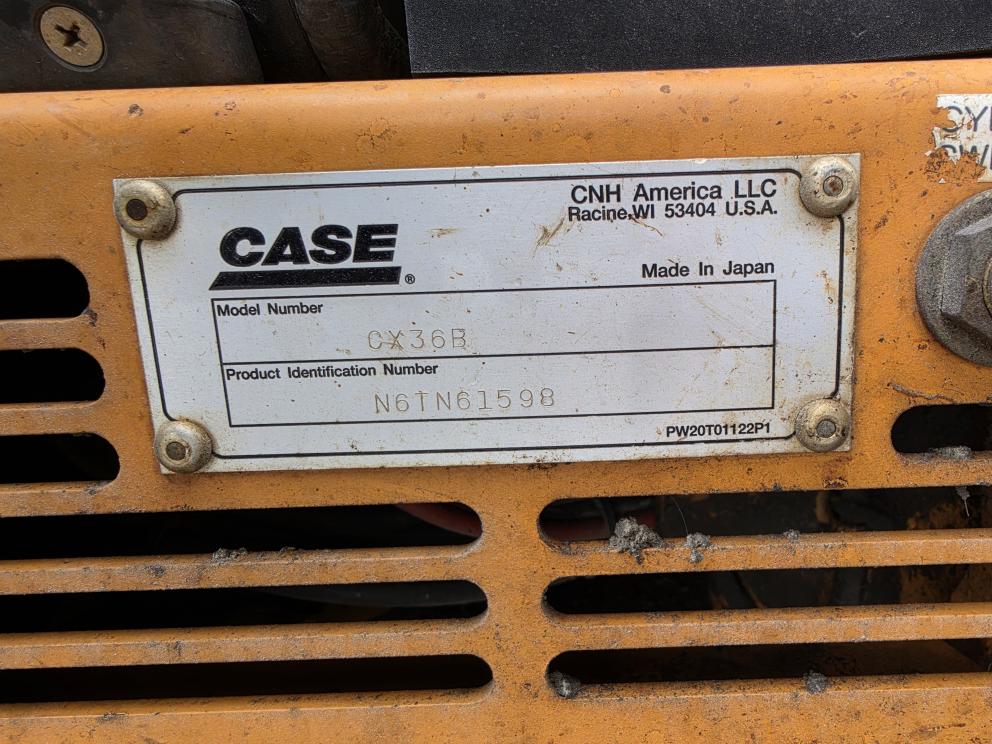 CNH America LLC
Racine,WI 53404 U.S.A.
CASE®
Made In Japan
Model Number
CX36B
Product Identification Number
N6TN61598
PW20T01122P1